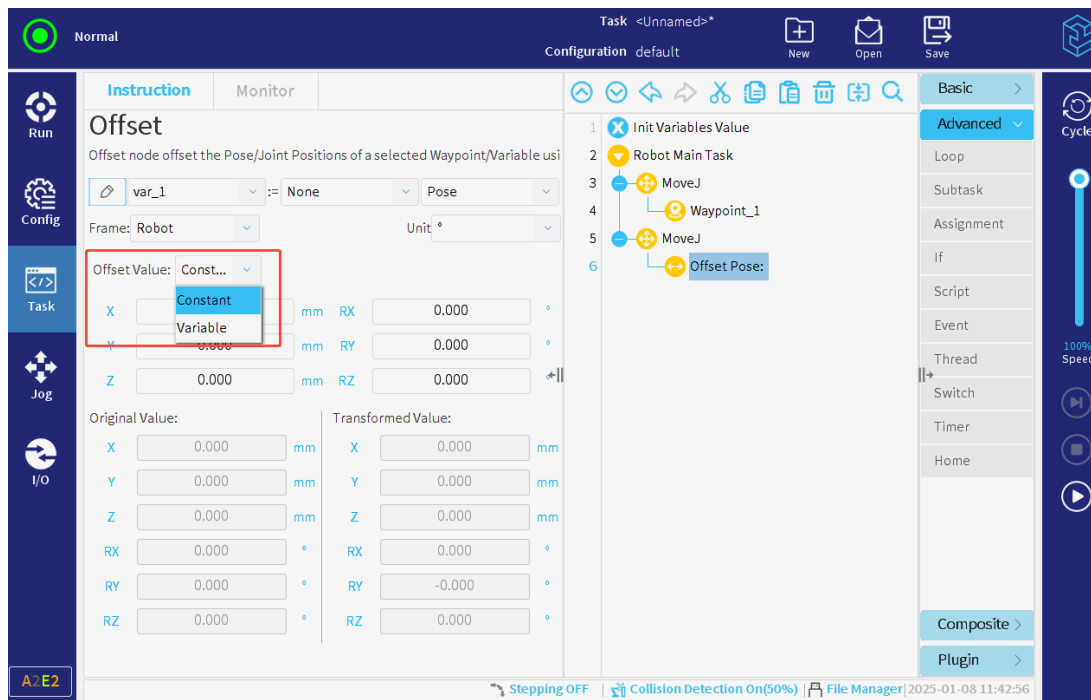 Task <Unnamed>*
Normal
Configuration default
New
Open
Save
Run
Config
Task
Jog
I/O
A2E2
Instruction Monitor
Offset
Offset node offset the Pose/Joint Positions of a selected Waypoint/Variable usi
var_1 := None Pose
Frame: Robot Unit °
Offset Value: Const...
Constant
Variable
X mm RX 0.000 °
Y 0.000 mm RY 0.000 °
Z 0.000 mm RZ 0.000 °
Original Value: Transformed Value:
X 0.000 mm X 0.000 mm
Y 0.000 mm Y 0.000 mm
Z 0.000 mm Z 0.000 mm
RX 0.000 ° RX 0.000 °
RY 0.000 ° RY -0.000 °
RZ 0.000 ° RZ 0.000 °
1 Init Variables Value
2 Robot Main Task
3 MoveJ
4 Waypoint_1
5 MoveJ
6 Offset Pose:
Basic
Advanced
Loop
Subtask
Assignment
If
Script
Event
Thread
Switch
Timer
Home
Composite
Plugin
Cycle
100%
Speed
Stepping OFF | Collision Detection On(50%) | File Manager | 2025-01-08 11:42:56